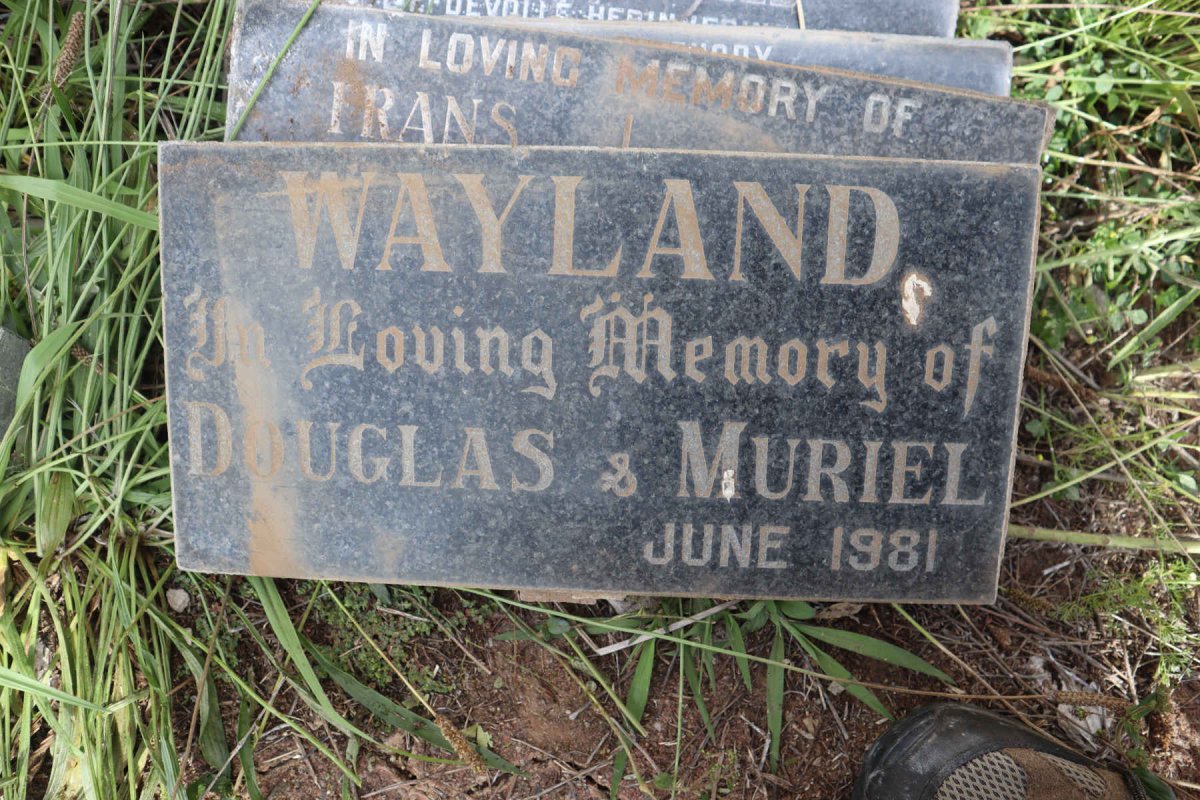 IN LOVING MEMORY OF
FRANS
WAYLAND
In Loving Memory of
DOUGLAS & MURIEL
JUNE 1981